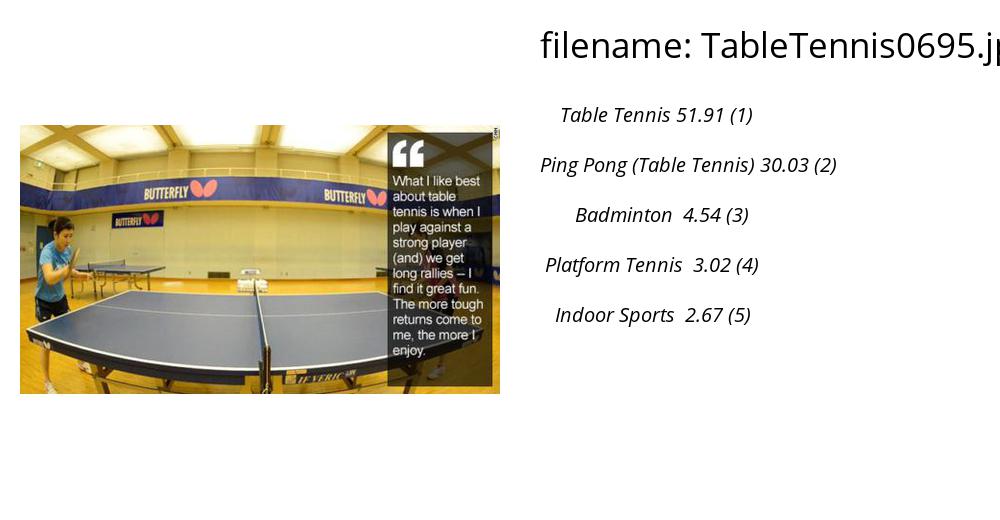 filename: TableTennis0695.jp
Table Tennis 51.91 (1)
Ping Pong (Table Tennis) 30.03 (2)
Badminton 4.54 (3)
Platform Tennis 3.02 (4)
Indoor Sports 2.67 (5)
BUTTERFLY
BUTTERFLY
BUTTERFLY
What I like best
about table
tennis is when I
play against a
strong player
(and) we get
long rallies – I
find it great fun.
The more tough
returns come to
me, the more I
enjoy.